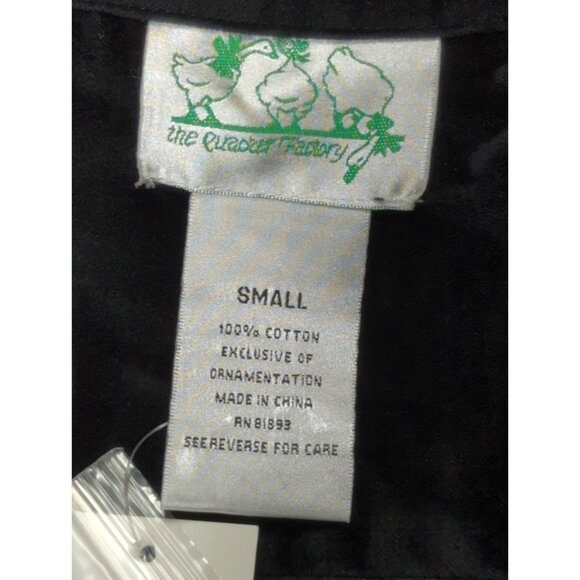 the Quacker Factory
SMALL
100% COTTON
EXCLUSIVE OF
ORNAMENTATION
MADE IN CHINA
RN 81893
SEE REVERSE FOR CARE